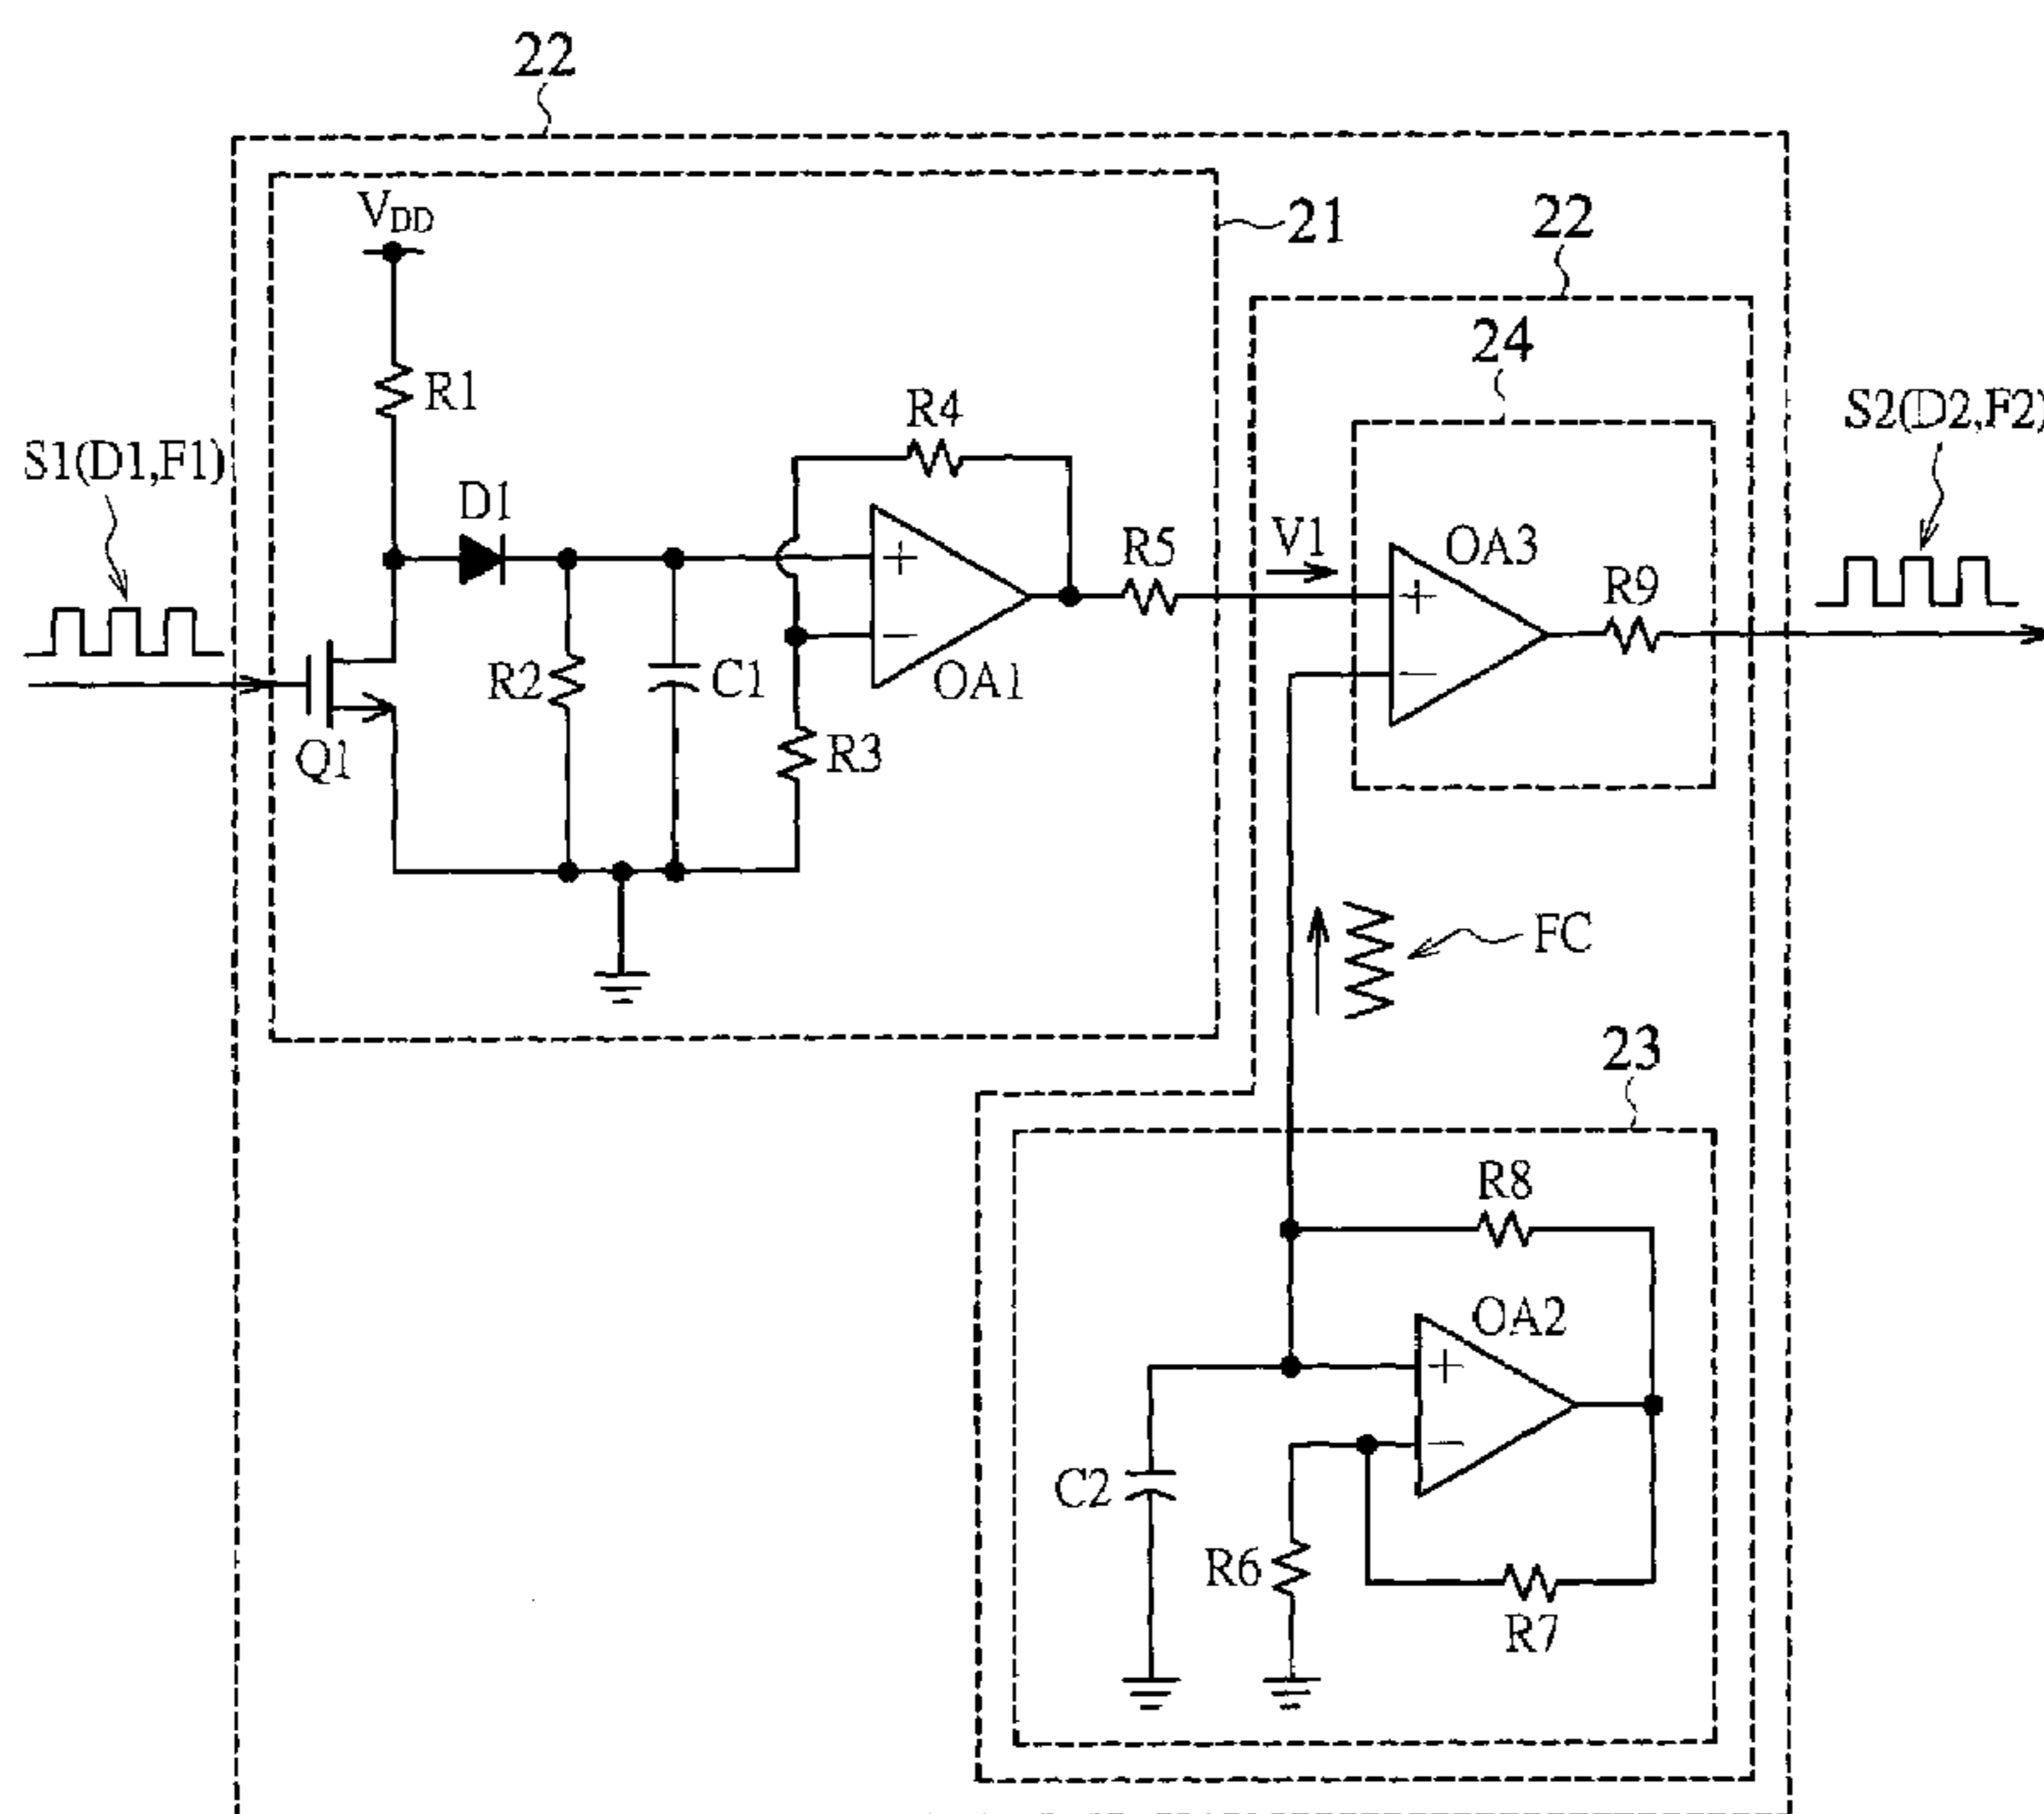 22
V_DD
21
22
24
R1
R4
S1(D1,F1)
S2(D2,F2)
D1
R5
V1
OA3
R9
R2
C1
OA1
R3
Q1
FC
23
R8
OA2
C2
R6
R7